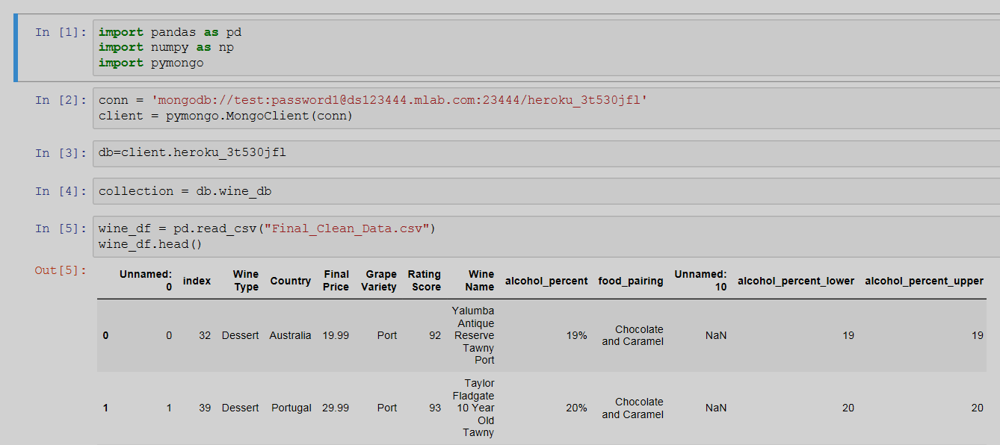 In [1]: import pandas as pd
import numpy as np
import pymongo
In [2]: conn = 'mongodb://test:password1@ds123444.mlab.com:23444/heroku_3t530jfl'
client = pymongo.MongoClient(conn)
In [3]: db=client.heroku_3t530jfl
In [4]: collection = db.wine_db
In [5]: wine_df = pd.read_csv("Final_Clean_Data.csv")
wine_df.head()
Out[5]:
Unnamed: 0 index Wine Type Country Final Price Grape Variety Rating Score Wine Name alcohol_percent food_pairing Unnamed: 10 alcohol_percent_lower alcohol_percent_upper
0 0 32 Dessert Australia 19.99 Port 92 Yalumba Antique Reserve Tawny Port 19% Chocolate and Caramel NaN 19 19
1 1 39 Dessert Portugal 29.99 Port 93 Taylor Fladgate 10 Year Old Tawny 20% Chocolate and Caramel NaN 20 20